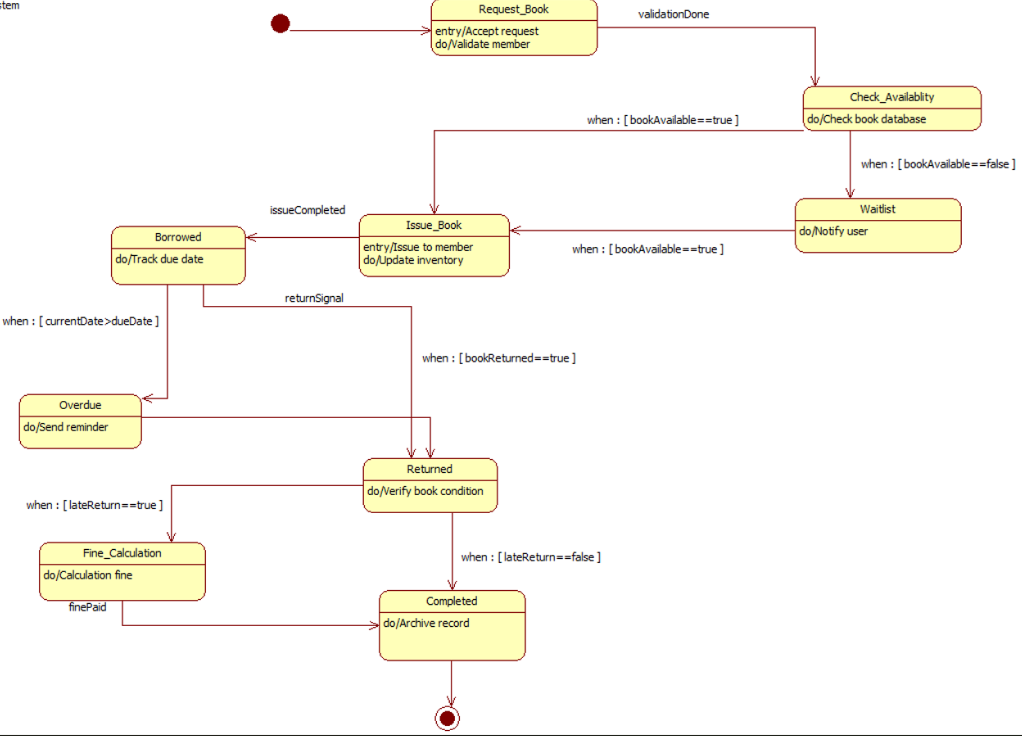 stem
Request_Book
entry/Accept request
do/Validate member
validationDone
Check_Availablity
do/Check book database
when : [ bookAvailable==true ]
when : [ bookAvailable==false ]
Waitlist
do/Notify user
issueCompleted
Issue_Book
entry/Issue to member
do/Update inventory
when : [ bookAvailable==true ]
Borrowed
do/Track due date
returnSignal
when : [ currentDate>dueDate ]
when : [ bookReturned==true ]
Overdue
do/Send reminder
Returned
do/Verify book condition
when : [ lateReturn==true ]
Fine_Calculation
do/Calculation fine
when : [ lateReturn==false ]
finePaid
Completed
do/Archive record